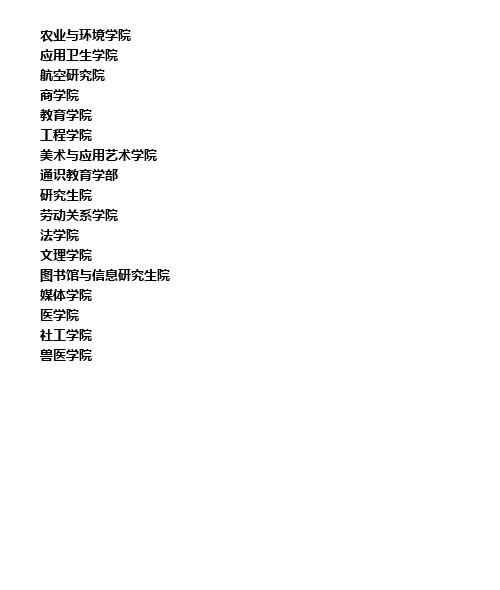 农业与环境学院
应用卫生学院
航空研究院
商学院
教育学院
工程学院
美术与应用艺术学院
通识教育学部
研究生院
劳动关系学院
法学院
文理学院
图书馆与信息研究生院
媒体学院
医学院
社工学院
兽医学院